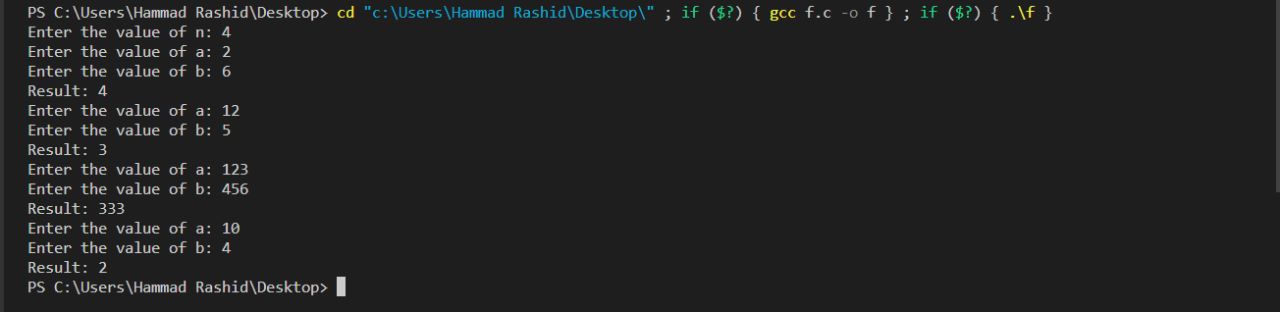 PS C:\Users\Hammad Rashid\Desktop> cd "c:\Users\Hammad Rashid\Desktop\" ; if ($?) { gcc f.c -o f } ; if ($?) { .\f }
Enter the value of n: 4
Enter the value of a: 2
Enter the value of b: 6
Result: 4
Enter the value of a: 12
Enter the value of b: 5
Result: 3
Enter the value of a: 123
Enter the value of b: 456
Result: 333
Enter the value of a: 10
Enter the value of b: 4
Result: 2
PS C:\Users\Hammad Rashid\Desktop>